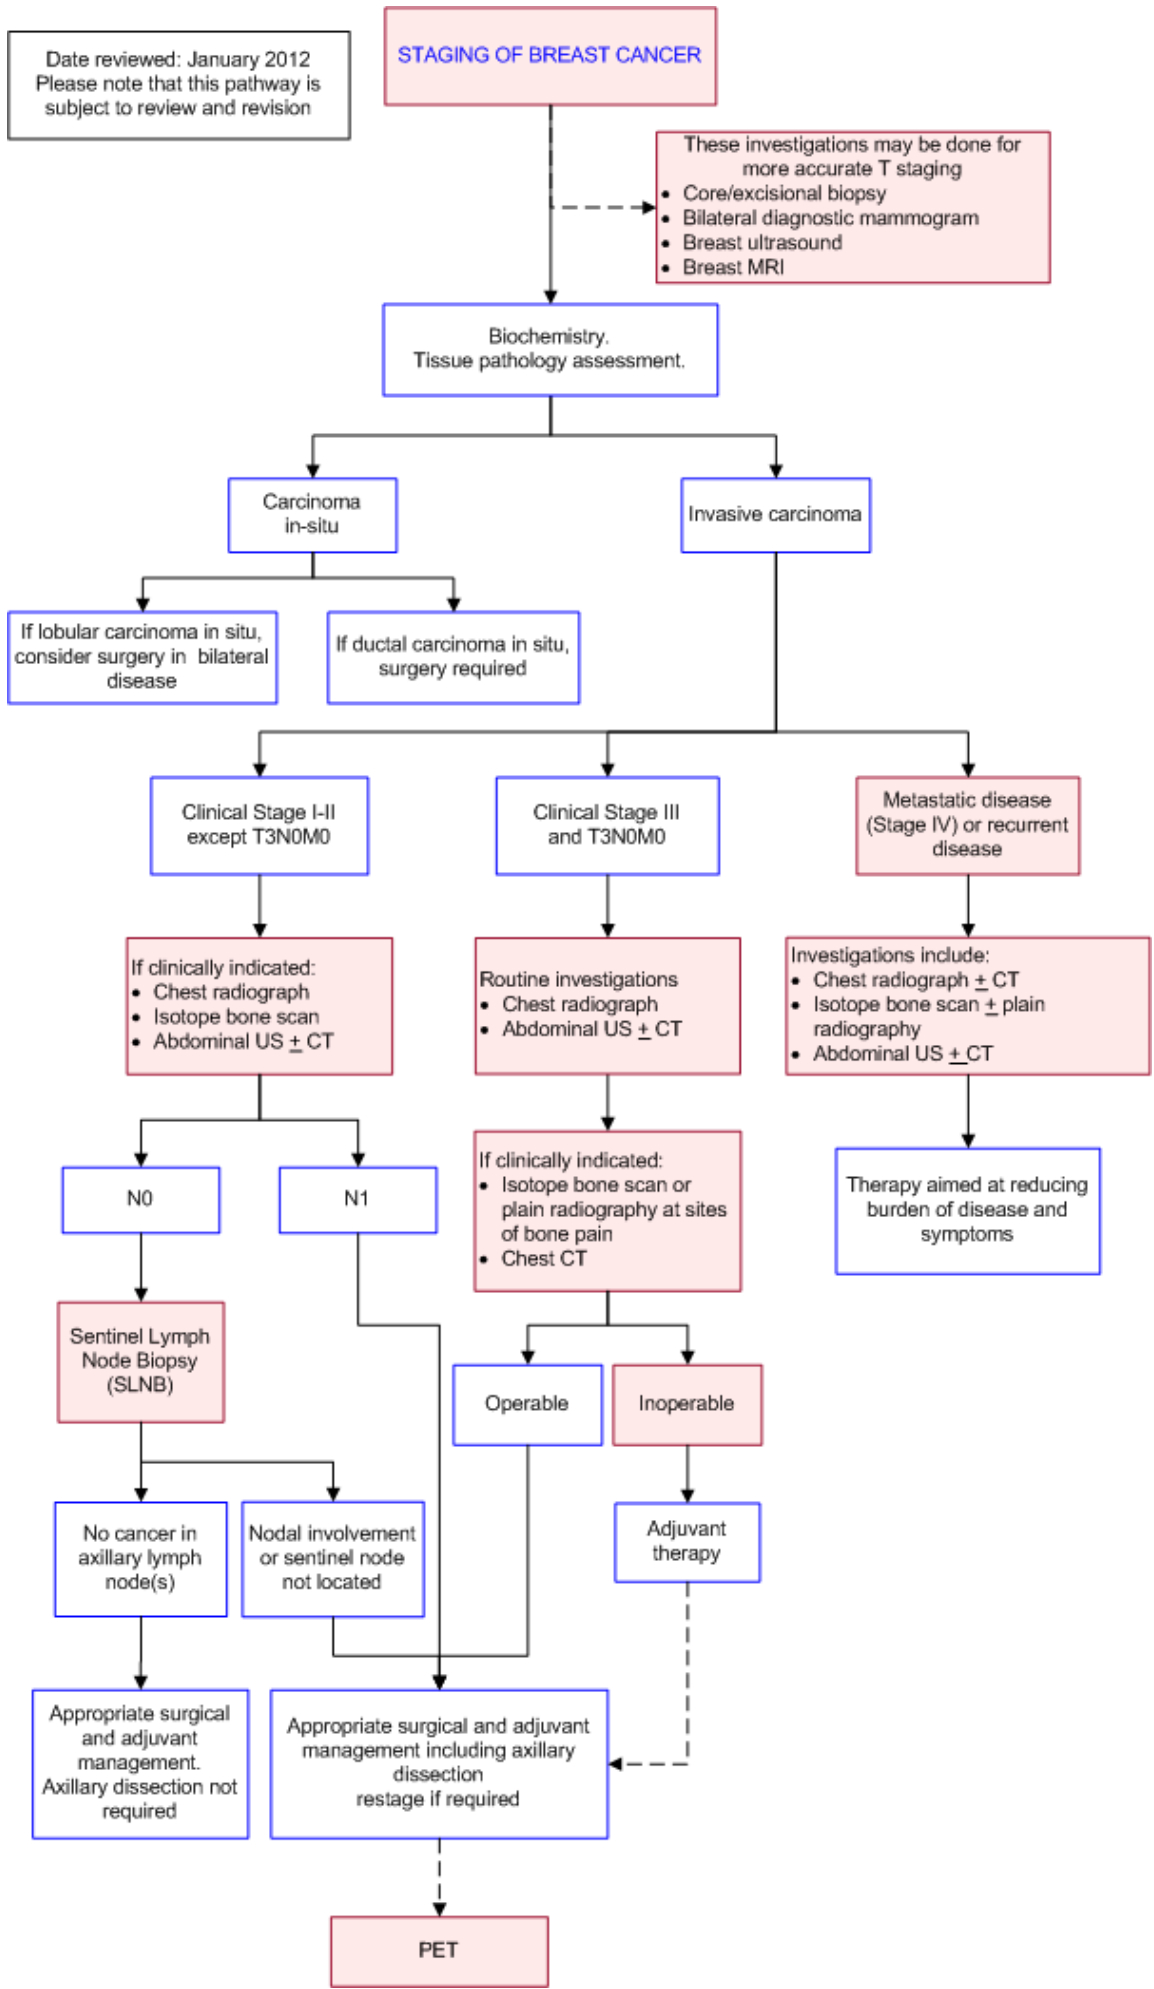 Date reviewed: January 2012
Please note that this pathway is
subject to review and revision
STAGING OF BREAST CANCER
These investigations may be done for
more accurate T staging
• Core/excisional biopsy
• Bilateral diagnostic mammogram
• Breast ultrasound
• Breast MRI
Biochemistry.
Tissue pathology assessment.
Carcinoma
in-situ
Invasive carcinoma
If lobular carcinoma in situ,
consider surgery in bilateral
disease
If ductal carcinoma in situ,
surgery required
Clinical Stage I-II
except T3N0M0
Clinical Stage III
and T3N0M0
Metastatic disease
(Stage IV) or recurrent
disease
If clinically indicated:
• Chest radiograph
• Isotope bone scan
• Abdominal US ± CT
Routine investigations
• Chest radiograph
• Abdominal US ± CT
Investigations include:
• Chest radiograph ± CT
• Isotope bone scan ± plain
radiography
• Abdominal US ± CT
N0
N1
If clinically indicated:
• Isotope bone scan or
plain radiography at sites
of bone pain
• Chest CT
Therapy aimed at reducing
burden of disease and
symptoms
Sentinel Lymph
Node Biopsy
(SLNB)
Operable
Inoperable
No cancer in
axillary lymph
node(s)
Nodal involvement
or sentinel node
not located
Adjuvant
therapy
Appropriate surgical
and adjuvant
management.
Axillary dissection not
required
Appropriate surgical and adjuvant
management including axillary
dissection
restage if required
PET